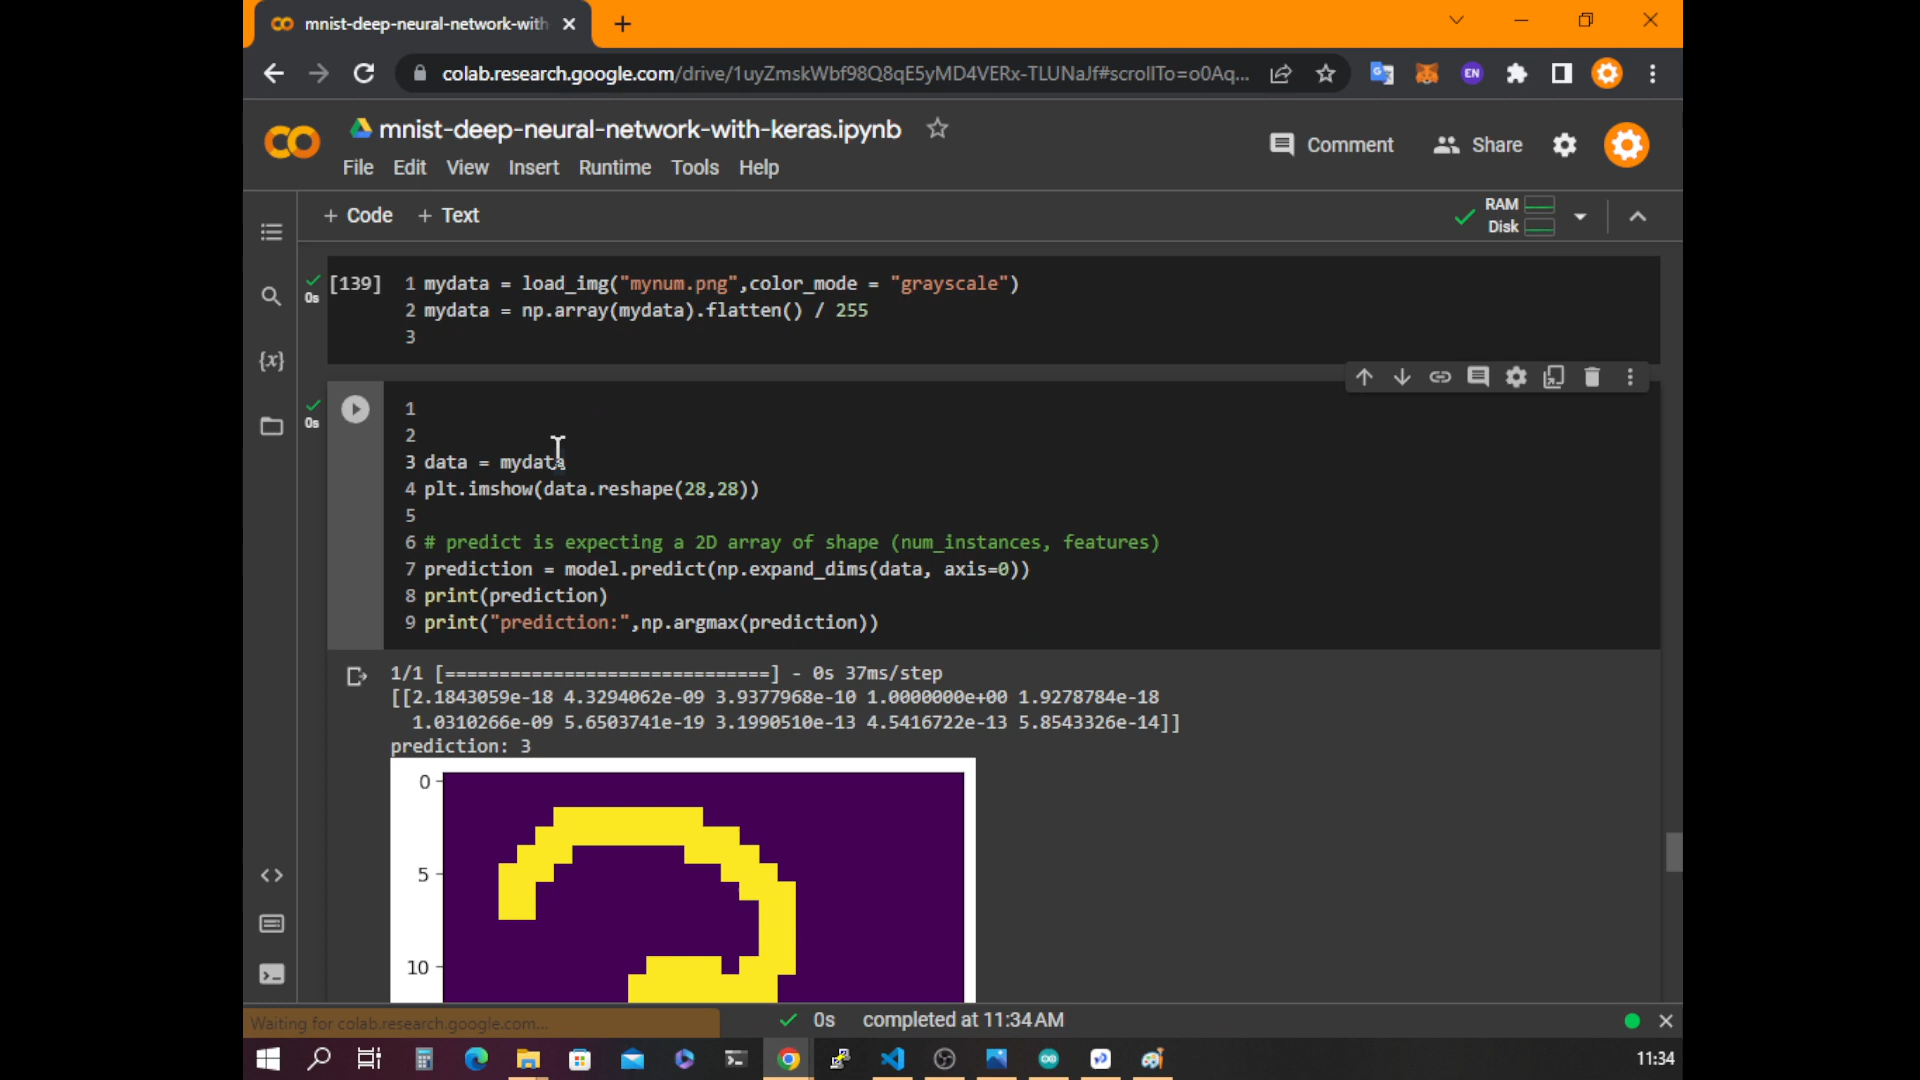 mnist-deep-neural-network-with
colab.research.google.com/drive/1uyZmskWbf98Q8qE5yMD4VERx-TLUNaJf#scrollTo=o0Aq...
EN
mnist-deep-neural-network-with-keras.ipynb
Comment
Share
File Edit View Insert Runtime Tools Help
+ Code + Text
RAM
Disk
[139] 1 mydata = load_img("mynum.png",color_mode = "grayscale")
0s
2 mydata = np.array(mydata).flatten() / 255
3
1
0s
2
3 data = mydata
4 plt.imshow(data.reshape(28,28))
5
6 # predict is expecting a 2D array of shape (num_instances, features)
7 prediction = model.predict(np.expand_dims(data, axis=0))
8 print(prediction)
9 print("prediction:",np.argmax(prediction))
1/1 [==============================] - 0s 37ms/step
[[2.1843059e-18 4.3294062e-09 3.9377968e-10 1.0000000e+00 1.9278784e-18
1.0310266e-09 5.6503741e-19 3.1990510e-13 4.5416722e-13 5.8543326e-14]]
prediction: 3
0
5
10
Waiting for colab.research.google.com...
0s completed at 11:34 AM
11:34